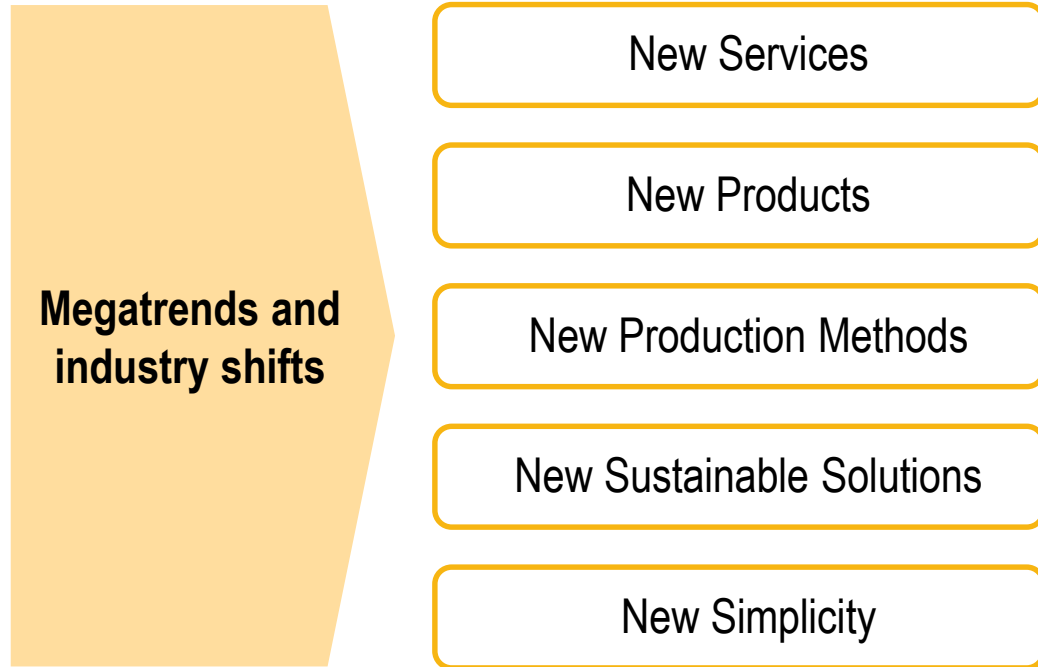 Megatrends and
industry shifts
New Services
New Products
New Production Methods
New Sustainable Solutions
New Simplicity